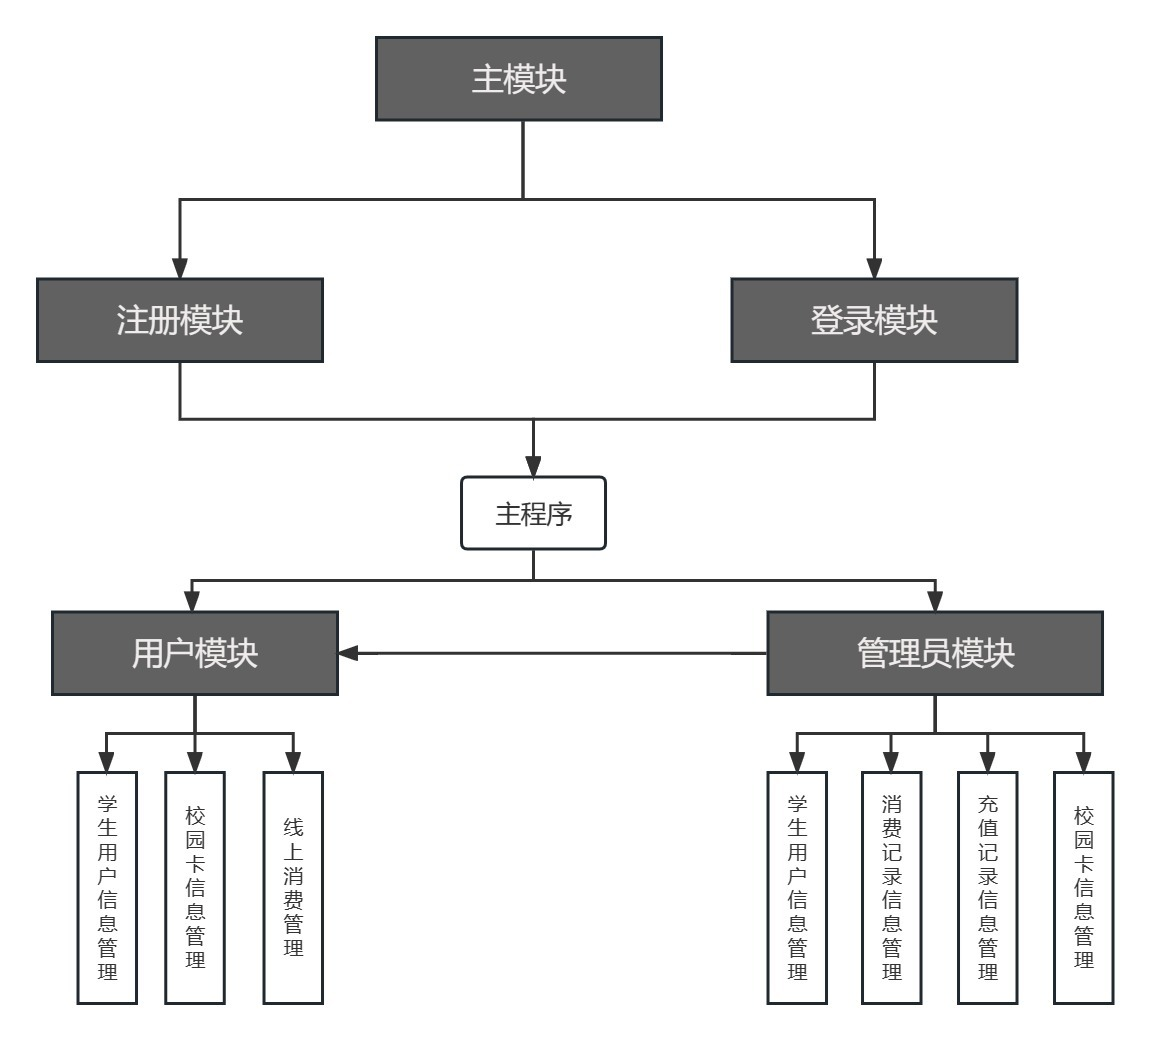 主模块
注册模块
登录模块
主程序
用户模块
管理员模块
学生用户信息管理
校园卡信息管理
线上消费管理
学生用户信息管理
消费记录信息管理
充值记录信息管理
校园卡信息管理